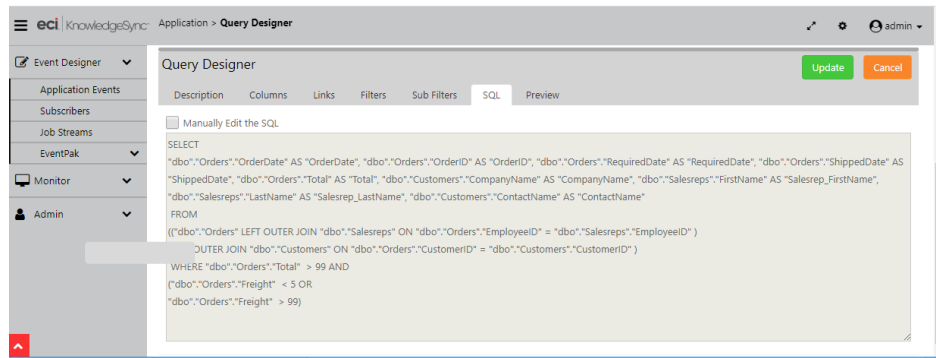 eci KnowledgeSync
Application > Query Designer
admin
Event Designer
Application Events
Subscribers
Job Streams
EventPak
Monitor
Admin
Query Designer
Update
Cancel
Description Columns Links Filters Sub Filters SQL Preview
Manually Edit the SQL
SELECT
"dbo"."Orders"."OrderDate" AS "OrderDate", "dbo"."Orders"."OrderID" AS "OrderID", "dbo"."Orders"."RequiredDate" AS "RequiredDate", "dbo"."Orders"."ShippedDate" AS
"ShippedDate", "dbo"."Orders"."Total" AS "Total", "dbo"."Customers"."CompanyName" AS "CompanyName", "dbo"."Salesreps"."FirstName" AS "Salesrep_FirstName",
"dbo"."Salesreps"."LastName" AS "Salesrep_LastName", "dbo"."Customers"."ContactName" AS "ContactName"
FROM
(("dbo"."Orders" LEFT OUTER JOIN "dbo"."Salesreps" ON "dbo"."Orders"."EmployeeID" = "dbo"."Salesreps"."EmployeeID" )
OUTER JOIN "dbo"."Customers" ON "dbo"."Orders"."CustomerID" = "dbo"."Customers"."CustomerID" )
WHERE "dbo"."Orders"."Total" > 99 AND
("dbo"."Orders"."Freight" < 5 OR
"dbo"."Orders"."Freight" > 99)